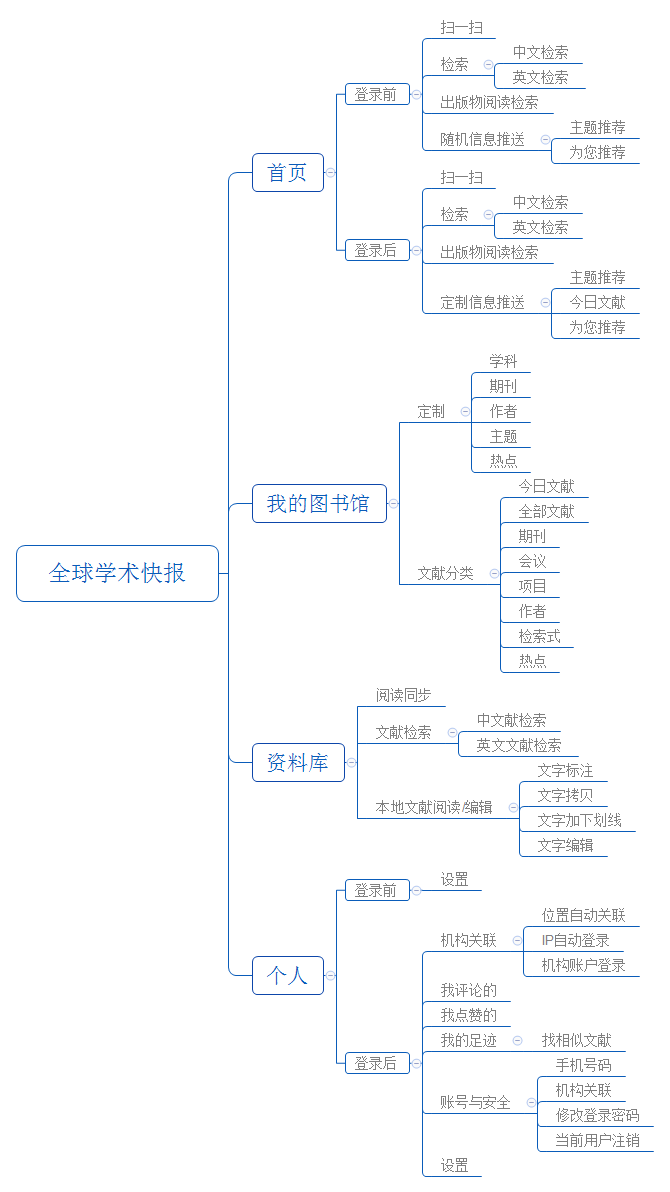 全球学术快报
首页
登录前
扫一扫
检索
中文检索
英文检索
出版物阅读检索
随机信息推送
主题推荐
为您推荐
登录后
扫一扫
检索
中文检索
英文检索
出版物阅读检索
定制信息推送
主题推荐
今日文献
为您推荐
我的图书馆
定制
学科
期刊
作者
主题
热点
文献分类
今日文献
全部文献
期刊
会议
项目
作者
检索式
热点
资料库
阅读同步
文献检索
中文献检索
英文文献检索
本地文献阅读/编辑
文字标注
文字拷贝
文字加下划线
文字编辑
个人
登录前
设置
登录后
机构关联
位置自动关联
IP自动登录
机构账户登录
我评论的
我点赞的
我的足迹
找相似文献
账号与安全
手机号码
机构关联
修改登录密码
当前用户注销
设置